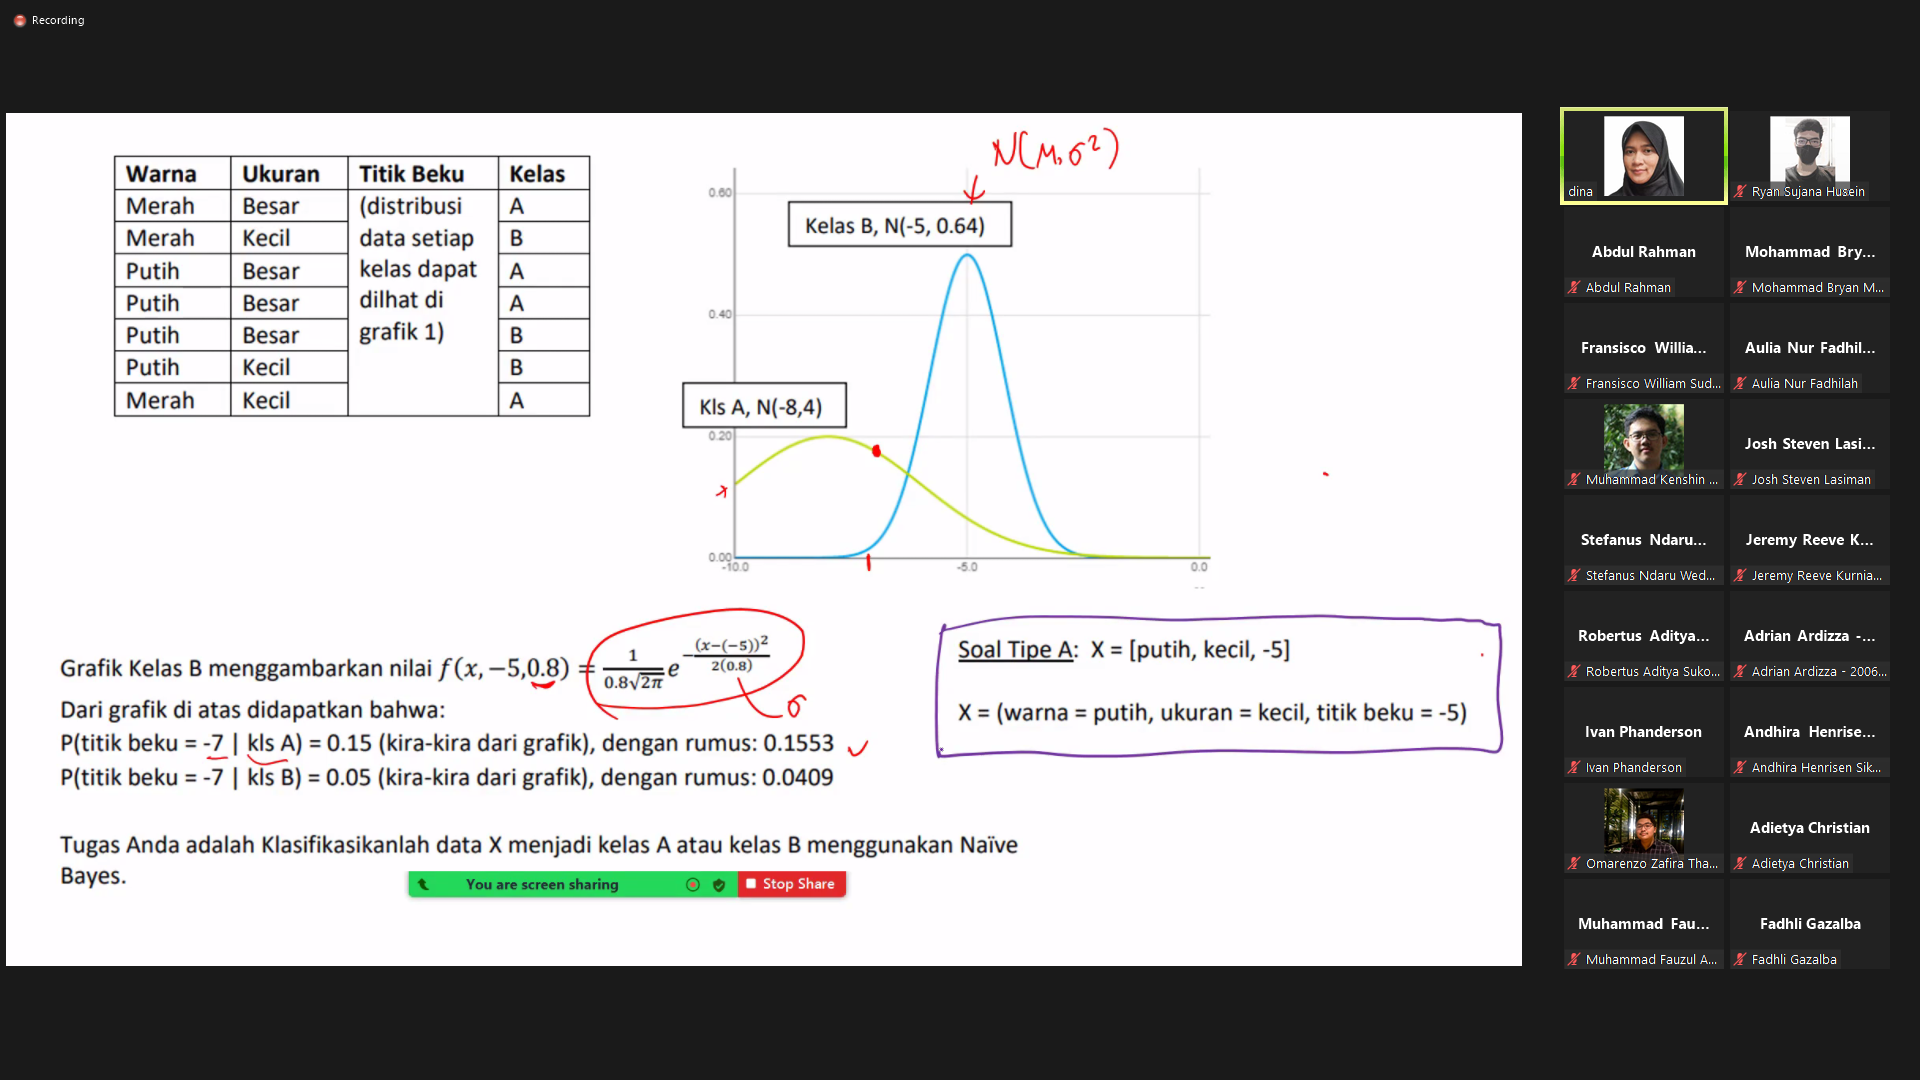 Recording
Warna Ukuran Titik Beku Kelas
Merah Besar (distribusi A
Merah Kecil data setiap B
Putih Besar kelas dapat A
Putih Besar dilhat di A
Putih Besar grafik 1) B
Putih Kecil B
Merah Kecil A
N(μ,σ²)
0.60
Kelas B, N(-5, 0.64)
0.40
Kls A, N(-8,4)
0.20
0.00
-10.0 -5.0 0.0
Grafik Kelas B menggambarkan nilai f(x, −5,0.8) = 1/(0.8√2π) e^(−(x−(−5))²/2(0.8))
σ
Dari grafik di atas didapatkan bahwa:
P(titik beku = -7 | kls A) = 0.15 (kira-kira dari grafik), dengan rumus: 0.1553
P(titik beku = -7 | kls B) = 0.05 (kira-kira dari grafik), dengan rumus: 0.0409
Soal Tipe A: X = [putih, kecil, -5]
X = (warna = putih, ukuran = kecil, titik beku = -5)
Tugas Anda adalah Klasifikasikanlah data X menjadi kelas A atau kelas B menggunakan Naïve
Bayes.
You are screen sharing Stop Share
dina
Ryan Sujana Husein
Abdul Rahman
Abdul Rahman
Mohammad Bry...
Mohammad Bryan M...
Fransisco Willia...
Fransisco William Sud...
Aulia Nur Fadhil...
Aulia Nur Fadhilah
Muhammad Kenshin ...
Josh Steven Lasi...
Josh Steven Lasiman
Stefanus Ndaru...
Stefanus Ndaru Wed...
Jeremy Reeve K...
Jeremy Reeve Kurnia...
Robertus Aditya...
Robertus Aditya Suko...
Adrian Ardizza -...
Adrian Ardizza - 2006...
Ivan Phanderson
Ivan Phanderson
Andhira Henrise...
Andhira Henrisen Sik...
Omarenzo Zafira Tha...
Adietya Christian
Adietya Christian
Muhammad Fau...
Muhammad Fauzul A...
Fadhli Gazalba
Fadhli Gazalba